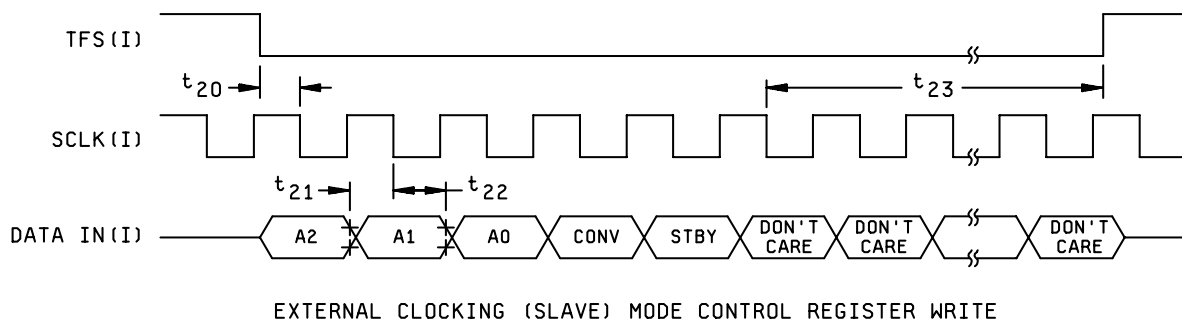 TFS(I)
t20
t23
SCLK(I)
t21
t22
DATA IN(I)
A2
A1
A0
CONV
STBY
DON'T
CARE
DON'T
CARE
DON'T
CARE
EXTERNAL CLOCKING (SLAVE) MODE CONTROL REGISTER WRITE